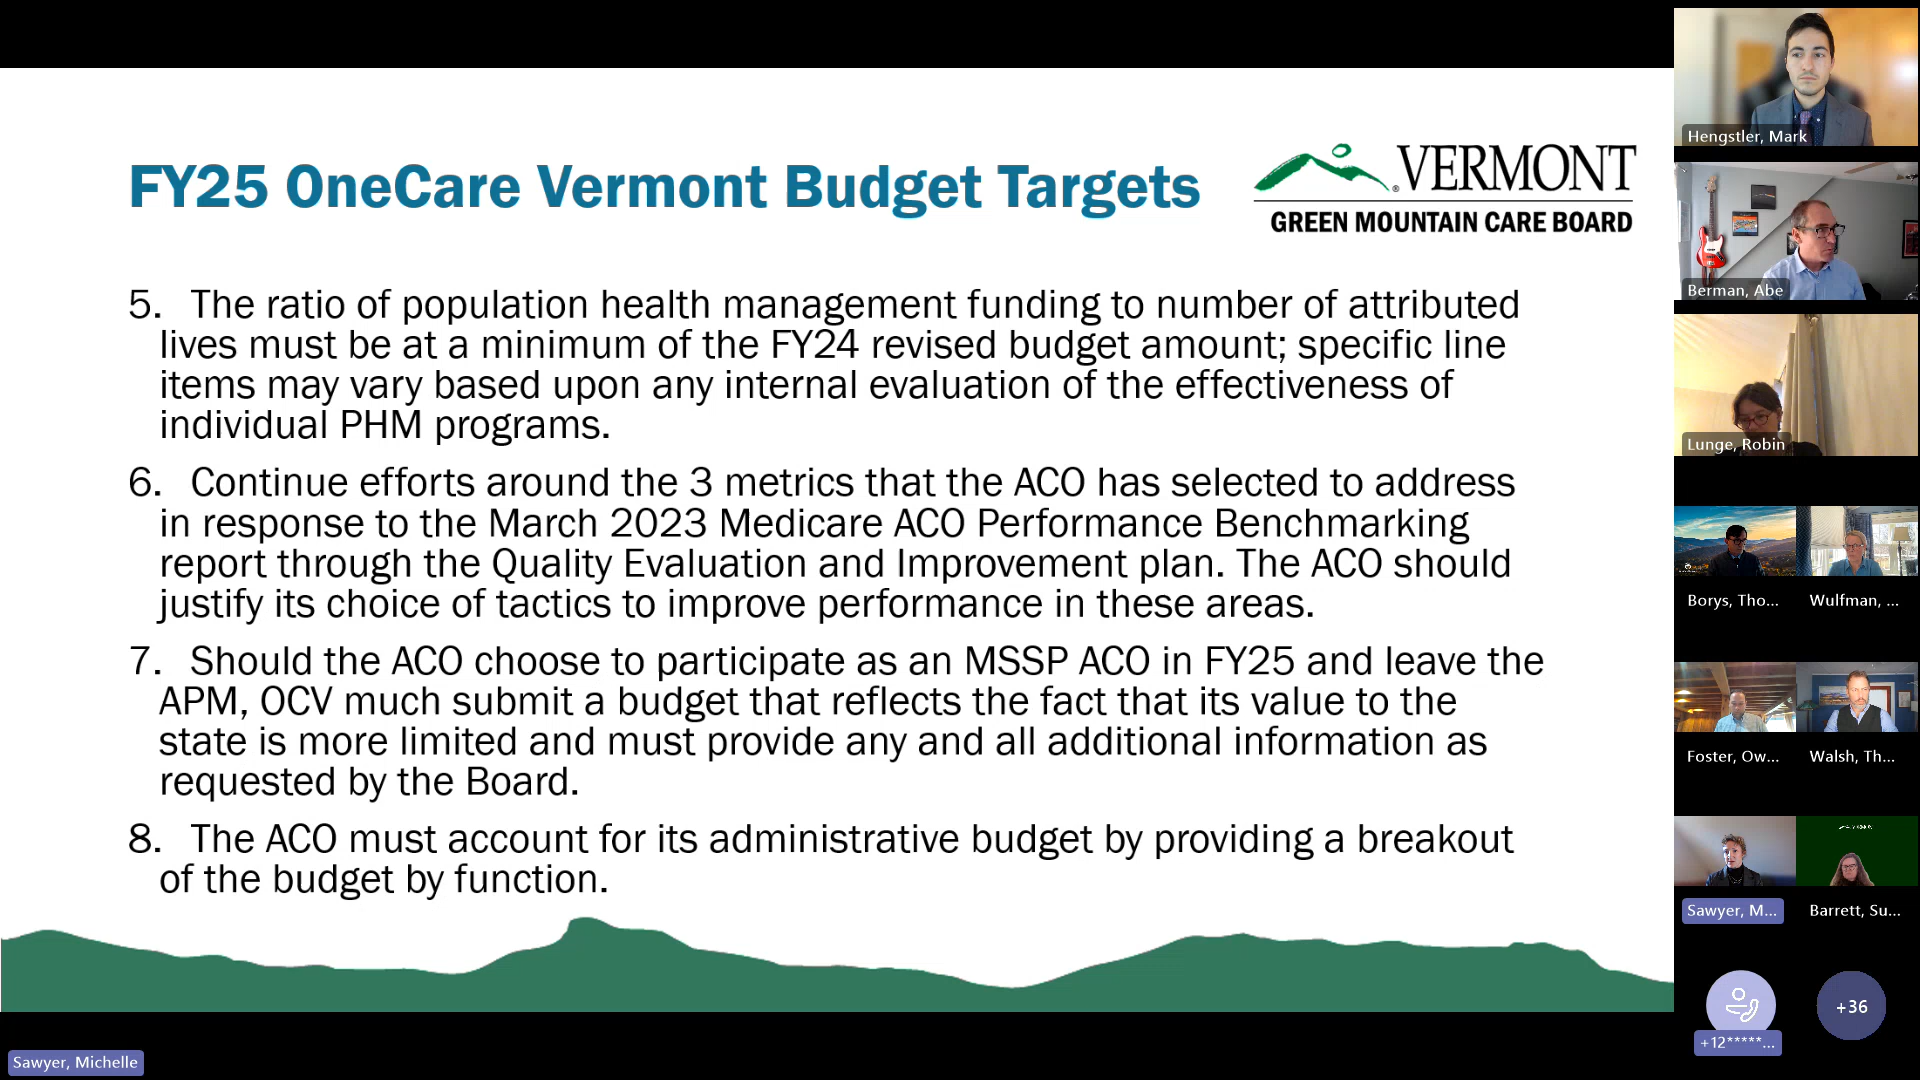 FY25 OneCare Vermont Budget Targets
VERMONT
GREEN MOUNTAIN CARE BOARD
5. The ratio of population health management funding to number of attributed
lives must be at a minimum of the FY24 revised budget amount; specific line
items may vary based upon any internal evaluation of the effectiveness of
individual PHM programs.
6. Continue efforts around the 3 metrics that the ACO has selected to address
in response to the March 2023 Medicare ACO Performance Benchmarking
report through the Quality Evaluation and Improvement plan. The ACO should
justify its choice of tactics to improve performance in these areas.
7. Should the ACO choose to participate as an MSSP ACO in FY25 and leave the
APM, OCV much submit a budget that reflects the fact that its value to the
state is more limited and must provide any and all additional information as
requested by the Board.
8. The ACO must account for its administrative budget by providing a breakout
of the budget by function.
Sawyer, Michelle
Hengstler, Mark
Berman, Abe
Lunge, Robin
Borys, Tho...
Wulfman, ...
Foster, Ow...
Walsh, Th...
Sawyer, M...
Barrett, Su...
+12*****...
+36